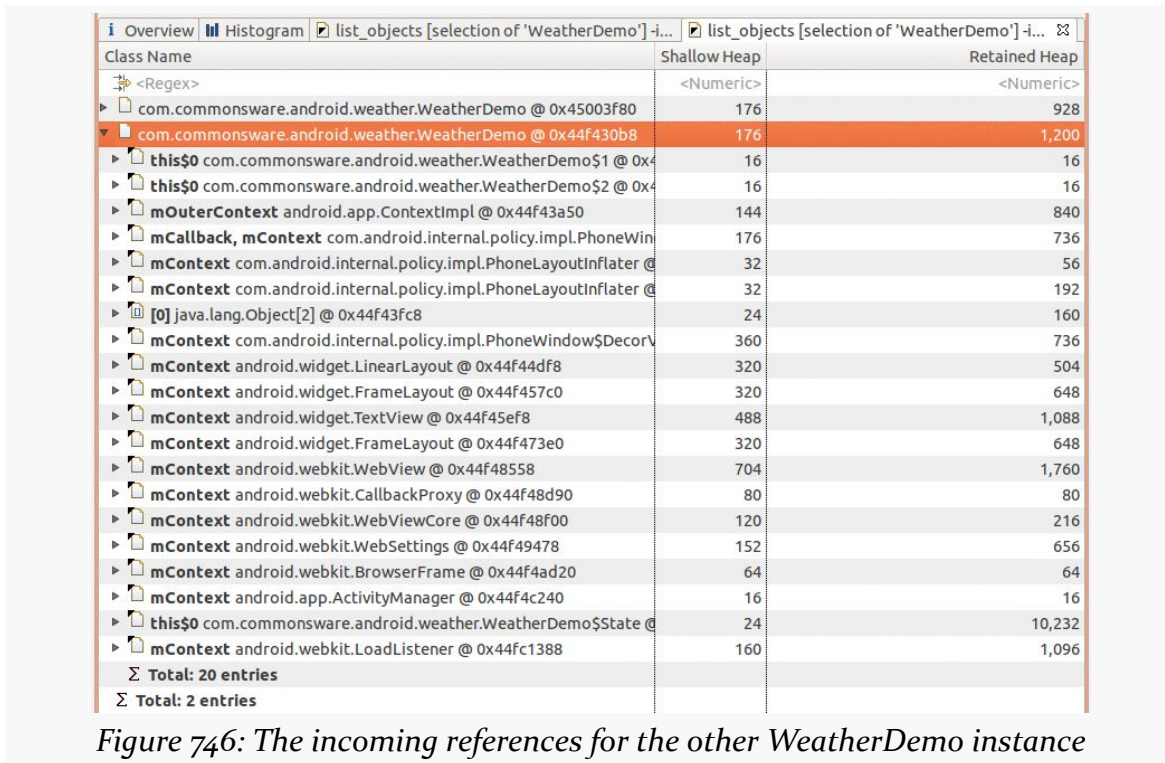 i Overview Histogram list_objects [selection of 'WeatherDemo'] -i... list_objects [selection of 'WeatherDemo'] -i...
Class Name Shallow Heap Retained Heap
<Regex> <Numeric> <Numeric>
com.commonsware.android.weather.WeatherDemo @ 0x45003f80 176 928
com.commonsware.android.weather.WeatherDemo @ 0x44f430b8 176 1,200
this$0 com.commonsware.android.weather.WeatherDemo$1 @ 0x4 16 16
this$0 com.commonsware.android.weather.WeatherDemo$2 @ 0x4 16 16
mOuterContext android.app.ContextImpl @ 0x44f43a50 144 840
mCallback, mContext com.android.internal.policy.impl.PhoneWin 176 736
mContext com.android.internal.policy.impl.PhoneLayoutInflater @ 32 56
mContext com.android.internal.policy.impl.PhoneLayoutInflater @ 32 192
[0] java.lang.Object[2] @ 0x44f43fc8 24 160
mContext com.android.internal.policy.impl.PhoneWindow$DecorV 360 736
mContext android.widget.LinearLayout @ 0x44f44df8 320 504
mContext android.widget.FrameLayout @ 0x44f457c0 320 648
mContext android.widget.TextView @ 0x44f45ef8 488 1,088
mContext android.widget.FrameLayout @ 0x44f473e0 320 648
mContext android.webkit.WebView @ 0x44f48558 704 1,760
mContext android.webkit.CallbackProxy @ 0x44f48d90 80 80
mContext android.webkit.WebViewCore @ 0x44f48f00 120 216
mContext android.webkit.WebSettings @ 0x44f49478 152 656
mContext android.webkit.BrowserFrame @ 0x44f4ad20 64 64
mContext android.app.ActivityManager @ 0x44f4c240 16 16
this$0 com.commonsware.android.weather.WeatherDemo$State @ 24 10,232
mContext android.webkit.LoadListener @ 0x44fc1388 160 1,096
Σ Total: 20 entries
Σ Total: 2 entries
Figure 746: The incoming references for the other WeatherDemo instance